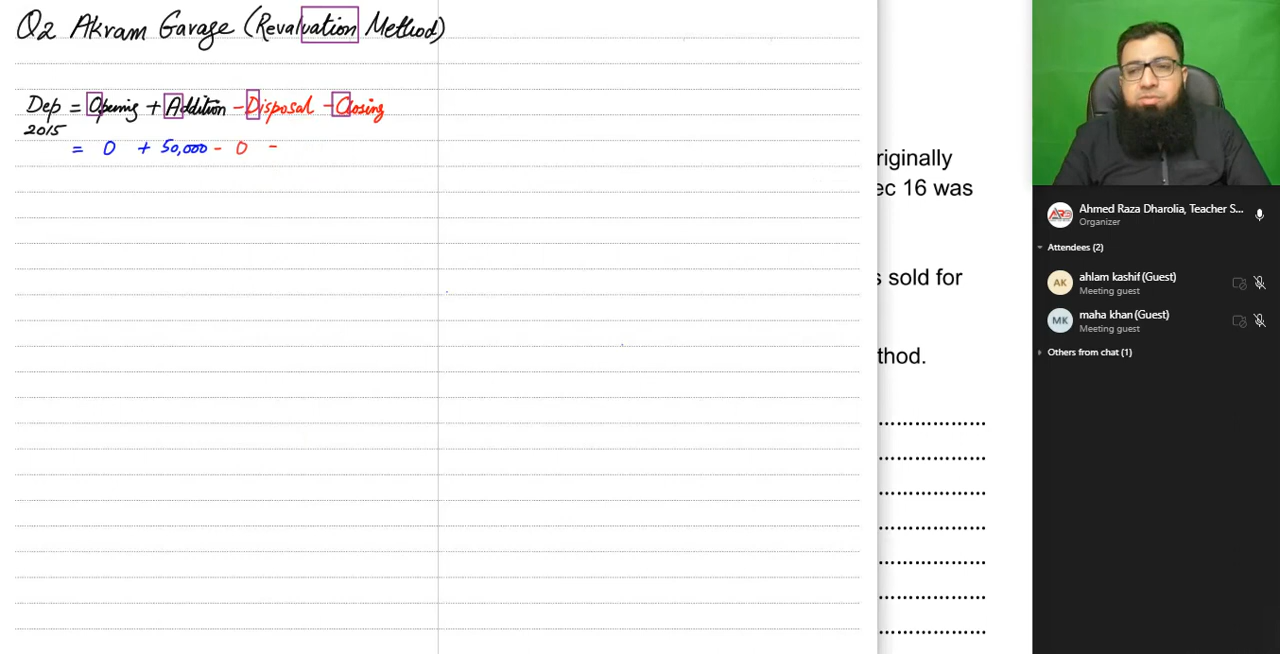 Q2 Akram Garage (Revaluation Method)
Dep = Opening + Addition - Disposal - Closing
2015
= 0 + 50,000 - 0 -
riginally
ec 16 was
s sold for
thod.
Ahmed Raza Dharolia, Teacher S...
Organizer
Attendees (2)
AK
ahlam kashif (Guest)
Meeting guest
MK
maha khan (Guest)
Meeting guest
Others from chat (1)